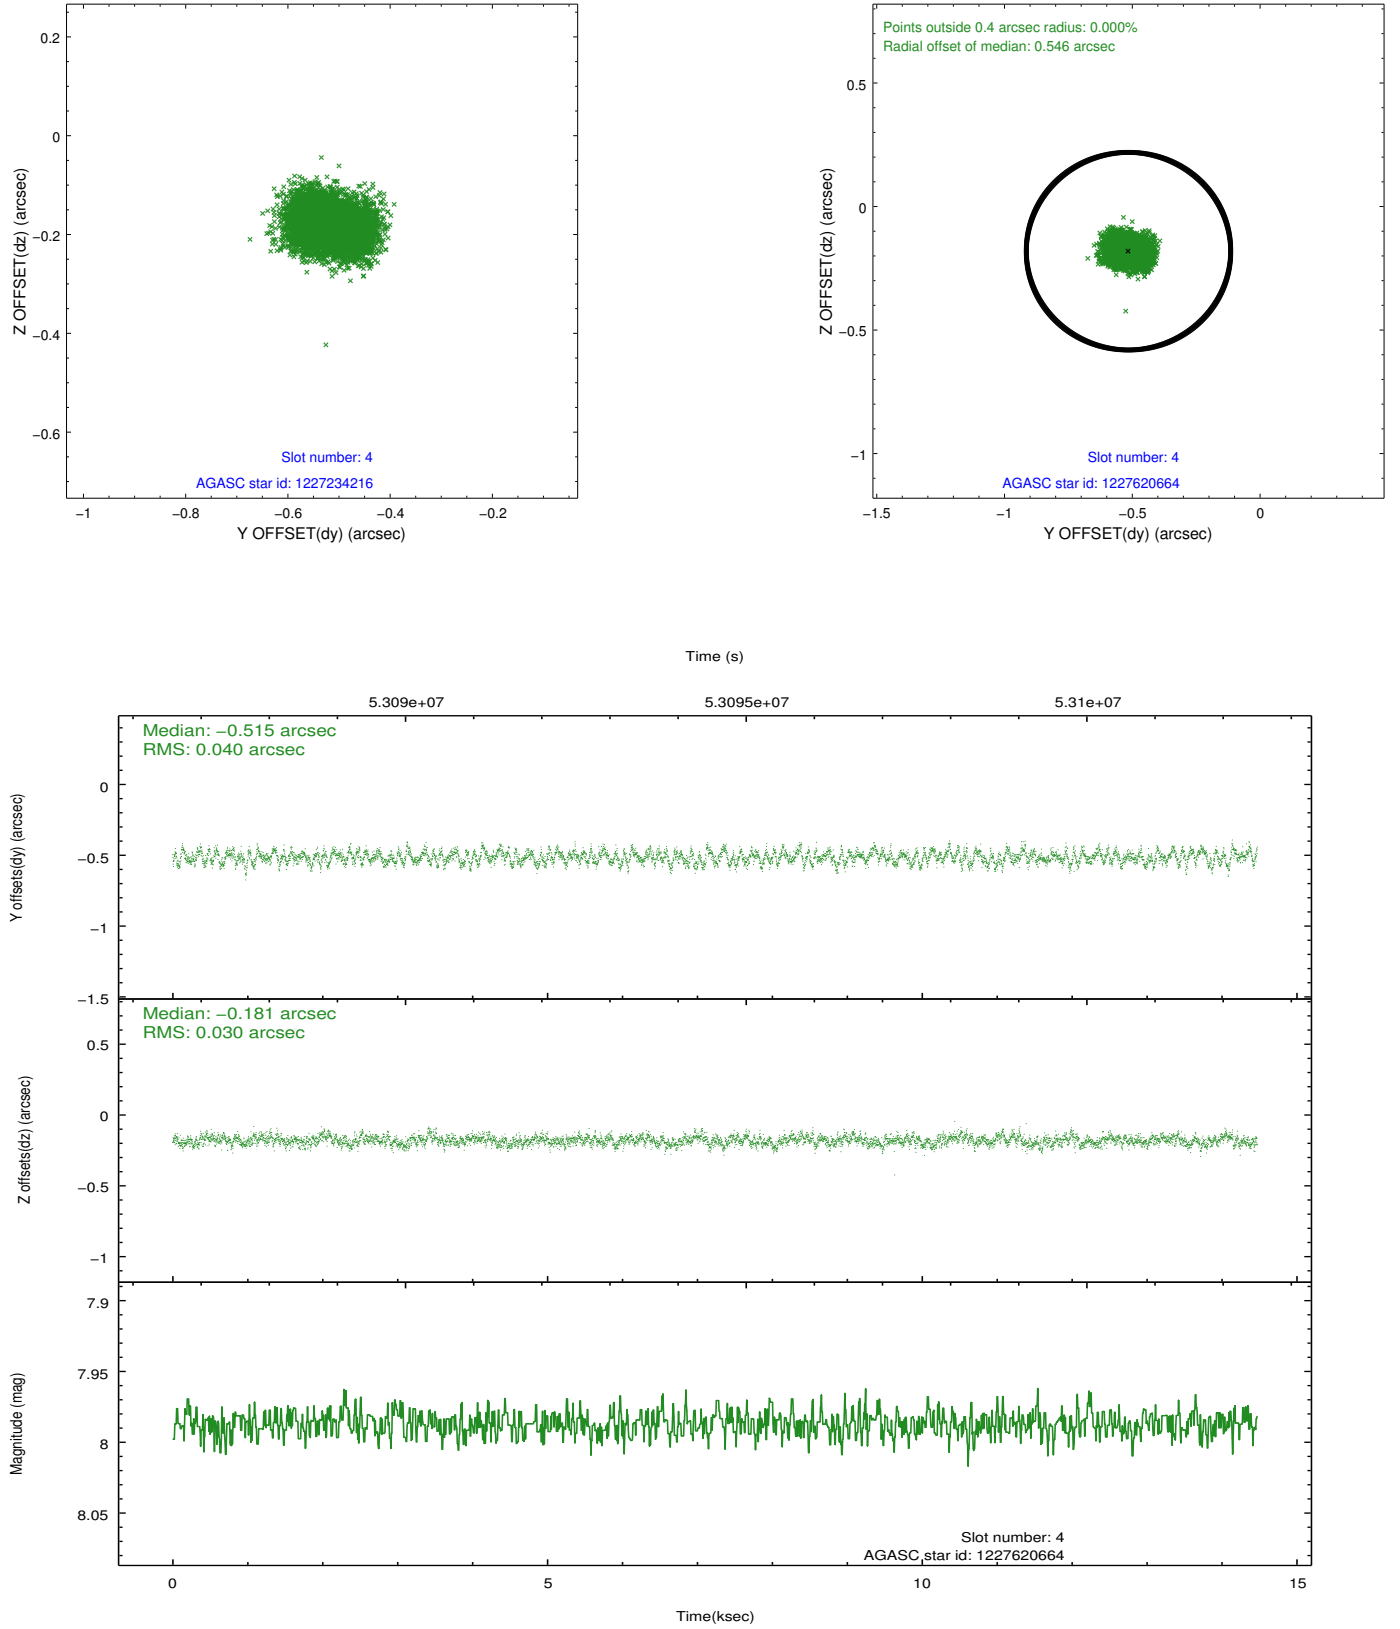 0.2
0
−0.2
−0.4
−0.6
Z OFFSET(dz) (arcsec)
Slot number: 4
AGASC star id: 1227234216
−1
−0.8
−0.6
−0.4
−0.2
Y OFFSET(dy) (arcsec)
Points outside 0.4 arcsec radius: 0.000%
Radial offset of median: 0.546 arcsec
0.5
0
−0.5
−1
Z OFFSET(dz) (arcsec)
Slot number: 4
AGASC star id: 1227620664
−1.5
−1
−0.5
0
Y OFFSET(dy) (arcsec)
Time (s)
5.309e+07
5.3095e+07
5.31e+07
Median: −0.515 arcsec
RMS: 0.040 arcsec
0
−0.5
−1
−1.5
Y offsets(dy) (arcsec)
Median: −0.181 arcsec
RMS: 0.030 arcsec
0.5
0
−0.5
−1
Z offsets(dz) (arcsec)
7.9
7.95
8
8.05
Magnitude (mag)
Slot number: 4
AGASC star id: 1227620664
0
5
10
15
Time(ksec)